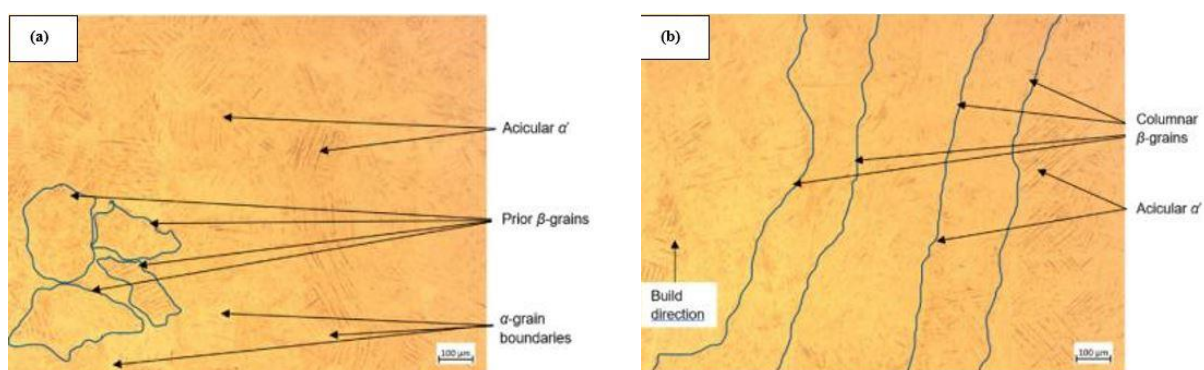 (a)
Acicular α′
Prior β-grains
α-grain
boundaries
100 µm
(b)
Columnar
β-grains
Acicular α′
Build
direction
100 µm